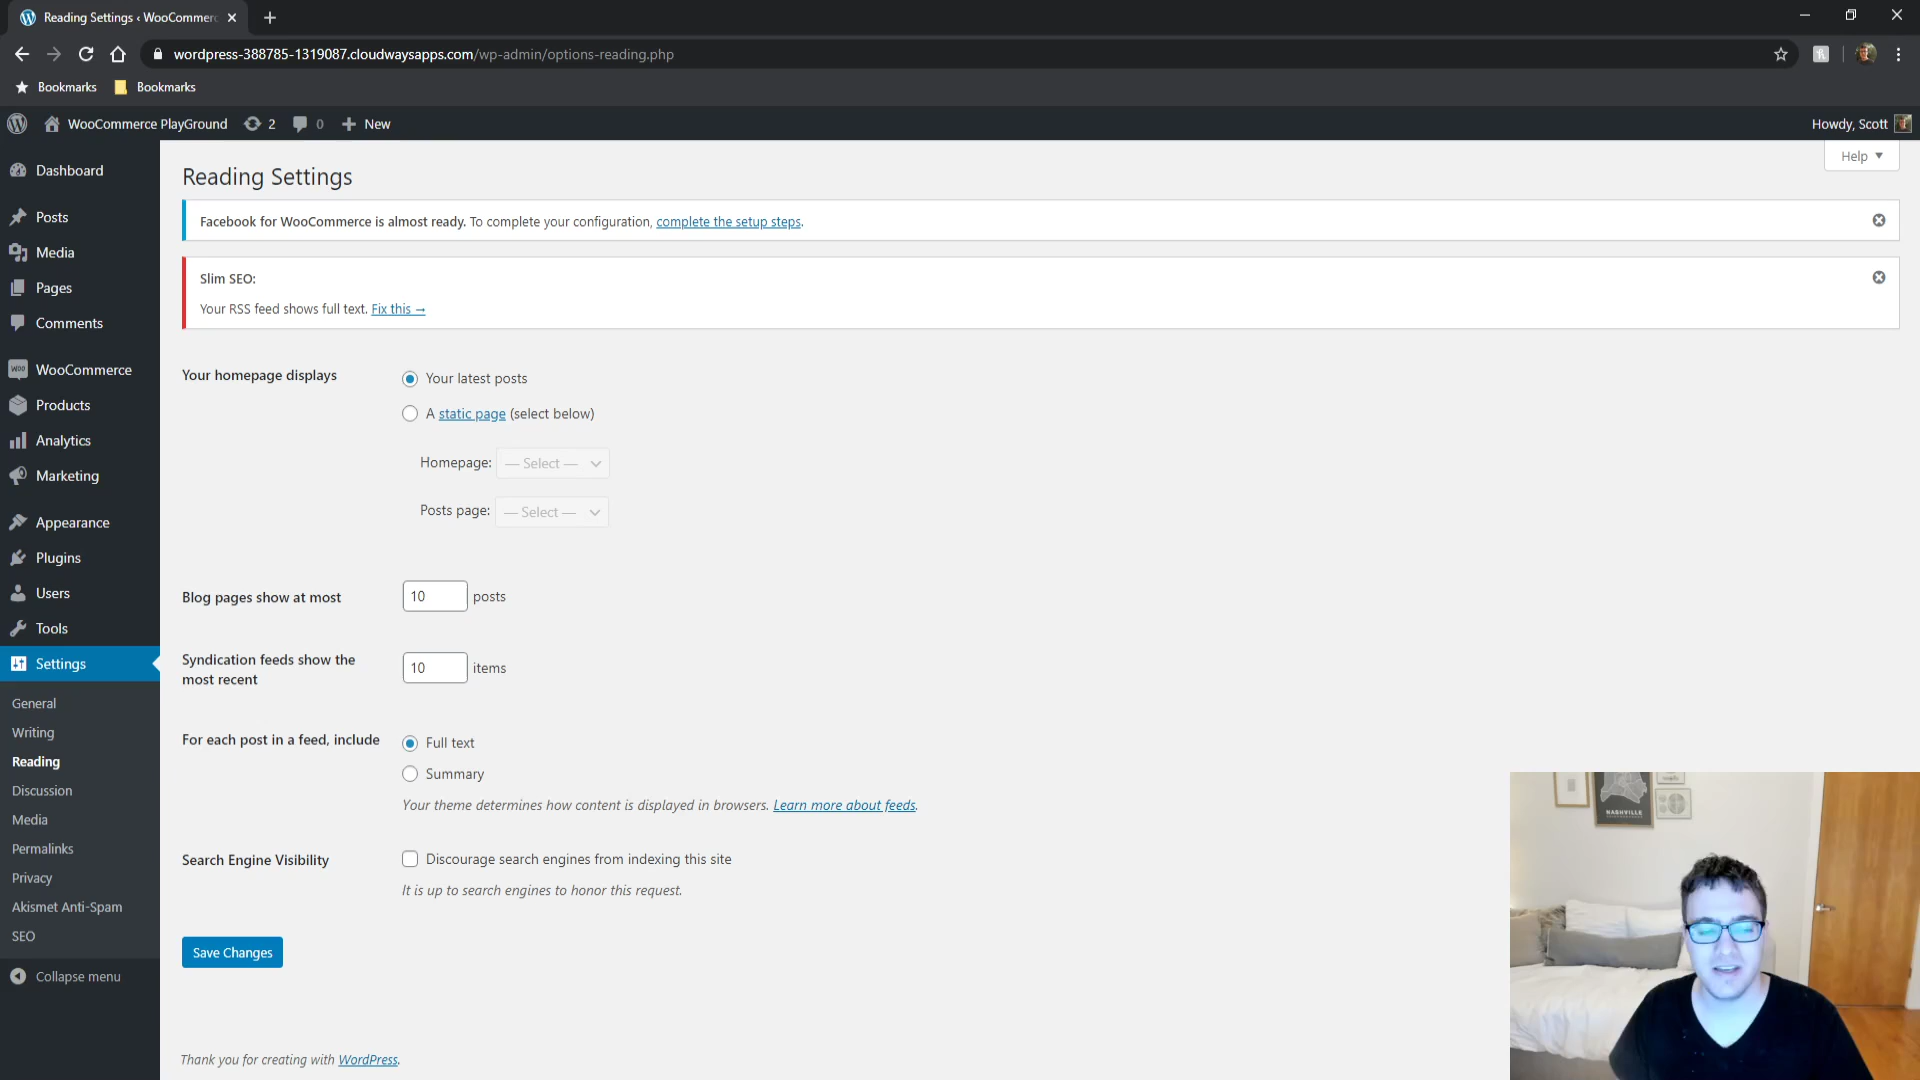 Reading Settings ‹ WooCommerc
wordpress-388785-1319087.cloudwaysapps.com/wp-admin/options-reading.php
Bookmarks
Bookmarks
WooCommerce PlayGround
2
0
New
Howdy, Scott
Help
Dashboard
Posts
Media
Pages
Comments
WooCommerce
Products
Analytics
Marketing
Appearance
Plugins
Users
Tools
Settings
General
Writing
Reading
Discussion
Media
Permalinks
Privacy
Akismet Anti-Spam
SEO
Collapse menu
Reading Settings
Facebook for WooCommerce is almost ready. To complete your configuration, complete the setup steps.
Slim SEO:
Your RSS feed shows full text. Fix this →
Your homepage displays
Your latest posts
A static page (select below)
Homepage: — Select —
Posts page: — Select —
Blog pages show at most
10 posts
Syndication feeds show the
most recent
10 items
For each post in a feed, include
Full text
Summary
Your theme determines how content is displayed in browsers. Learn more about feeds.
Search Engine Visibility
Discourage search engines from indexing this site
It is up to search engines to honor this request.
Save Changes
Thank you for creating with WordPress.
NASHVILLE